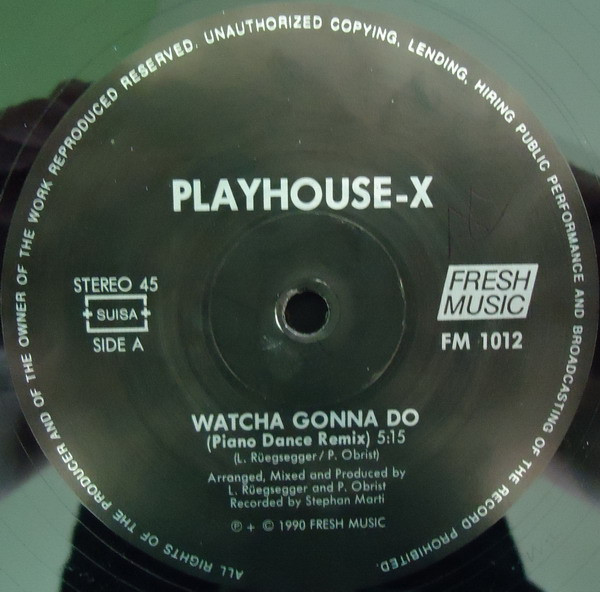 ALL RIGHTS OF THE PRODUCER AND OF THE OWNER OF THE WORK REPRODUCED RESERVED. UNAUTHORIZED COPYING, LENDING, HIRING PUBLIC PERFORMANCE AND BROADCASTING OF THE RECORD PROHIBITED.
PLAYHOUSE-X
STEREO 45
SUISA
SIDE A
FRESH
MUSIC
FM 1012
WATCHA GONNA DO
(Piano Dance Remix) 5:15
(L. Rüegsegger / P. Obrist)
Arranged, Mixed and Produced by
L. Rüegsegger and P. Obrist
Recorded by Stephan Marti
℗ + © 1990 FRESH MUSIC